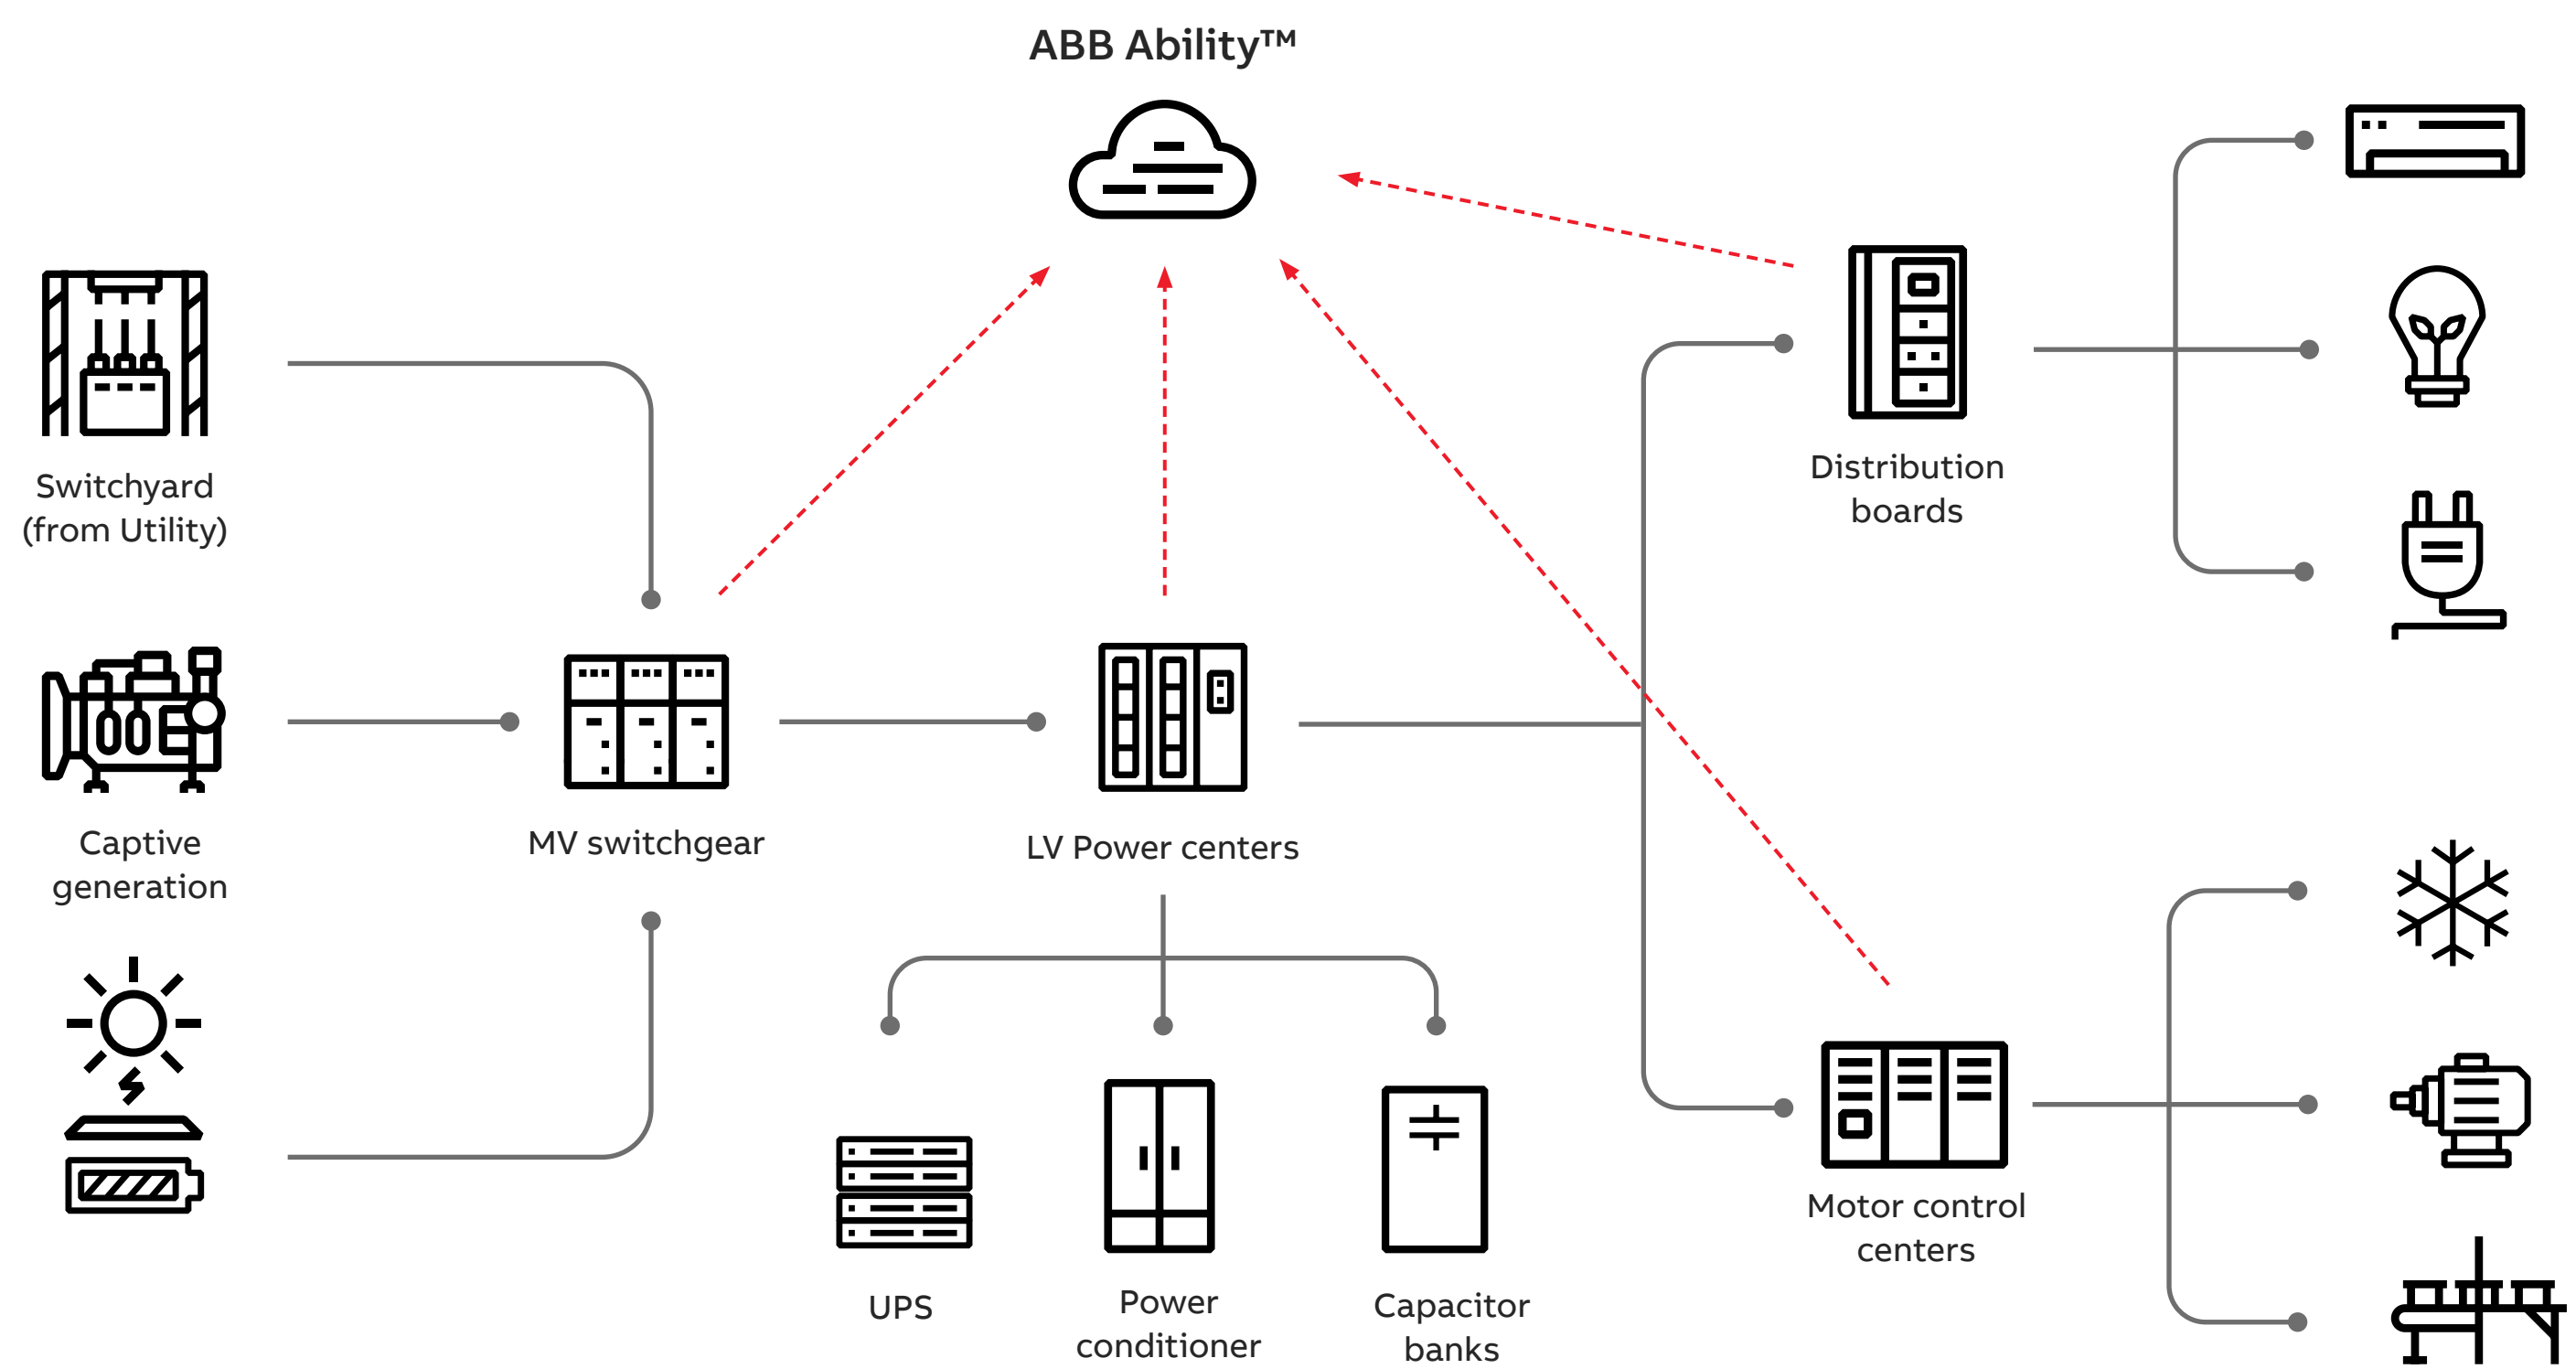 ABB Ability™
Switchyard
(from Utility)
Distribution
boards
Captive
generation
MV switchgear
LV Power centers
Motor control
centers
UPS
Power
conditioner
Capacitor
banks